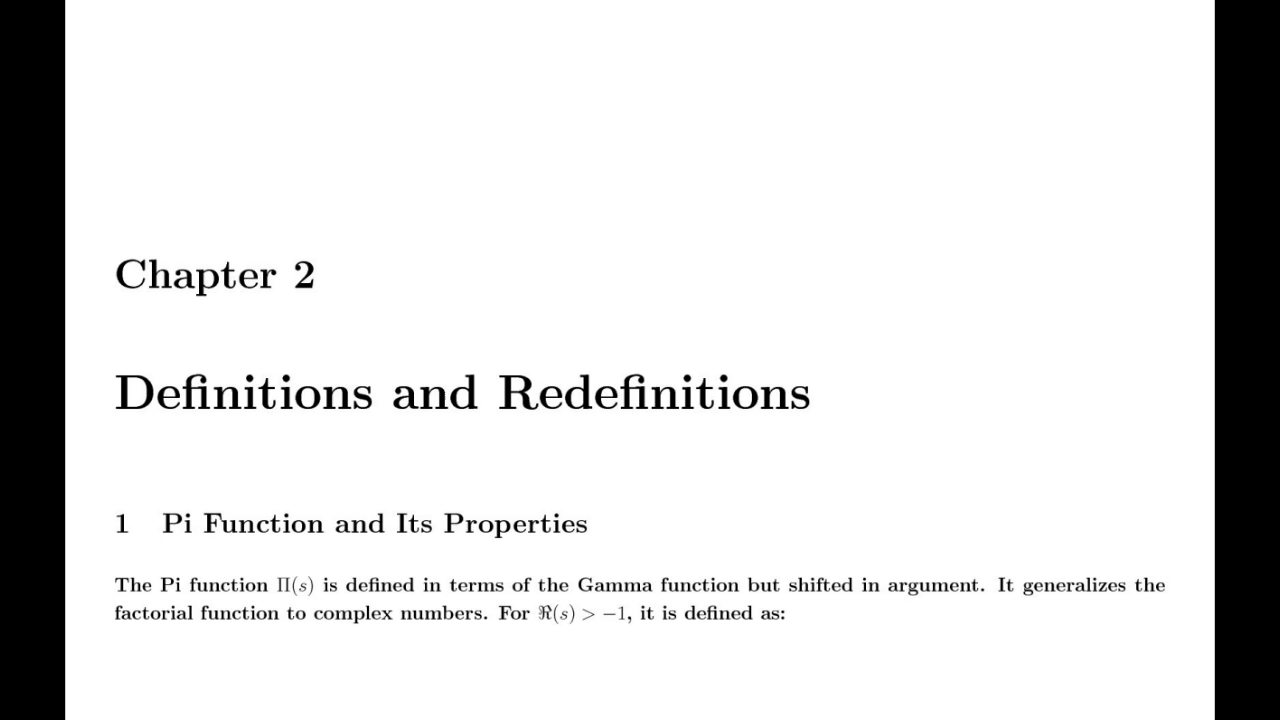 Chapter 2
Definitions and Redefinitions
1 Pi Function and Its Properties
The Pi function Π(s) is defined in terms of the Gamma function but shifted in argument. It generalizes the
factorial function to complex numbers. For ℜ(s) > −1, it is defined as: